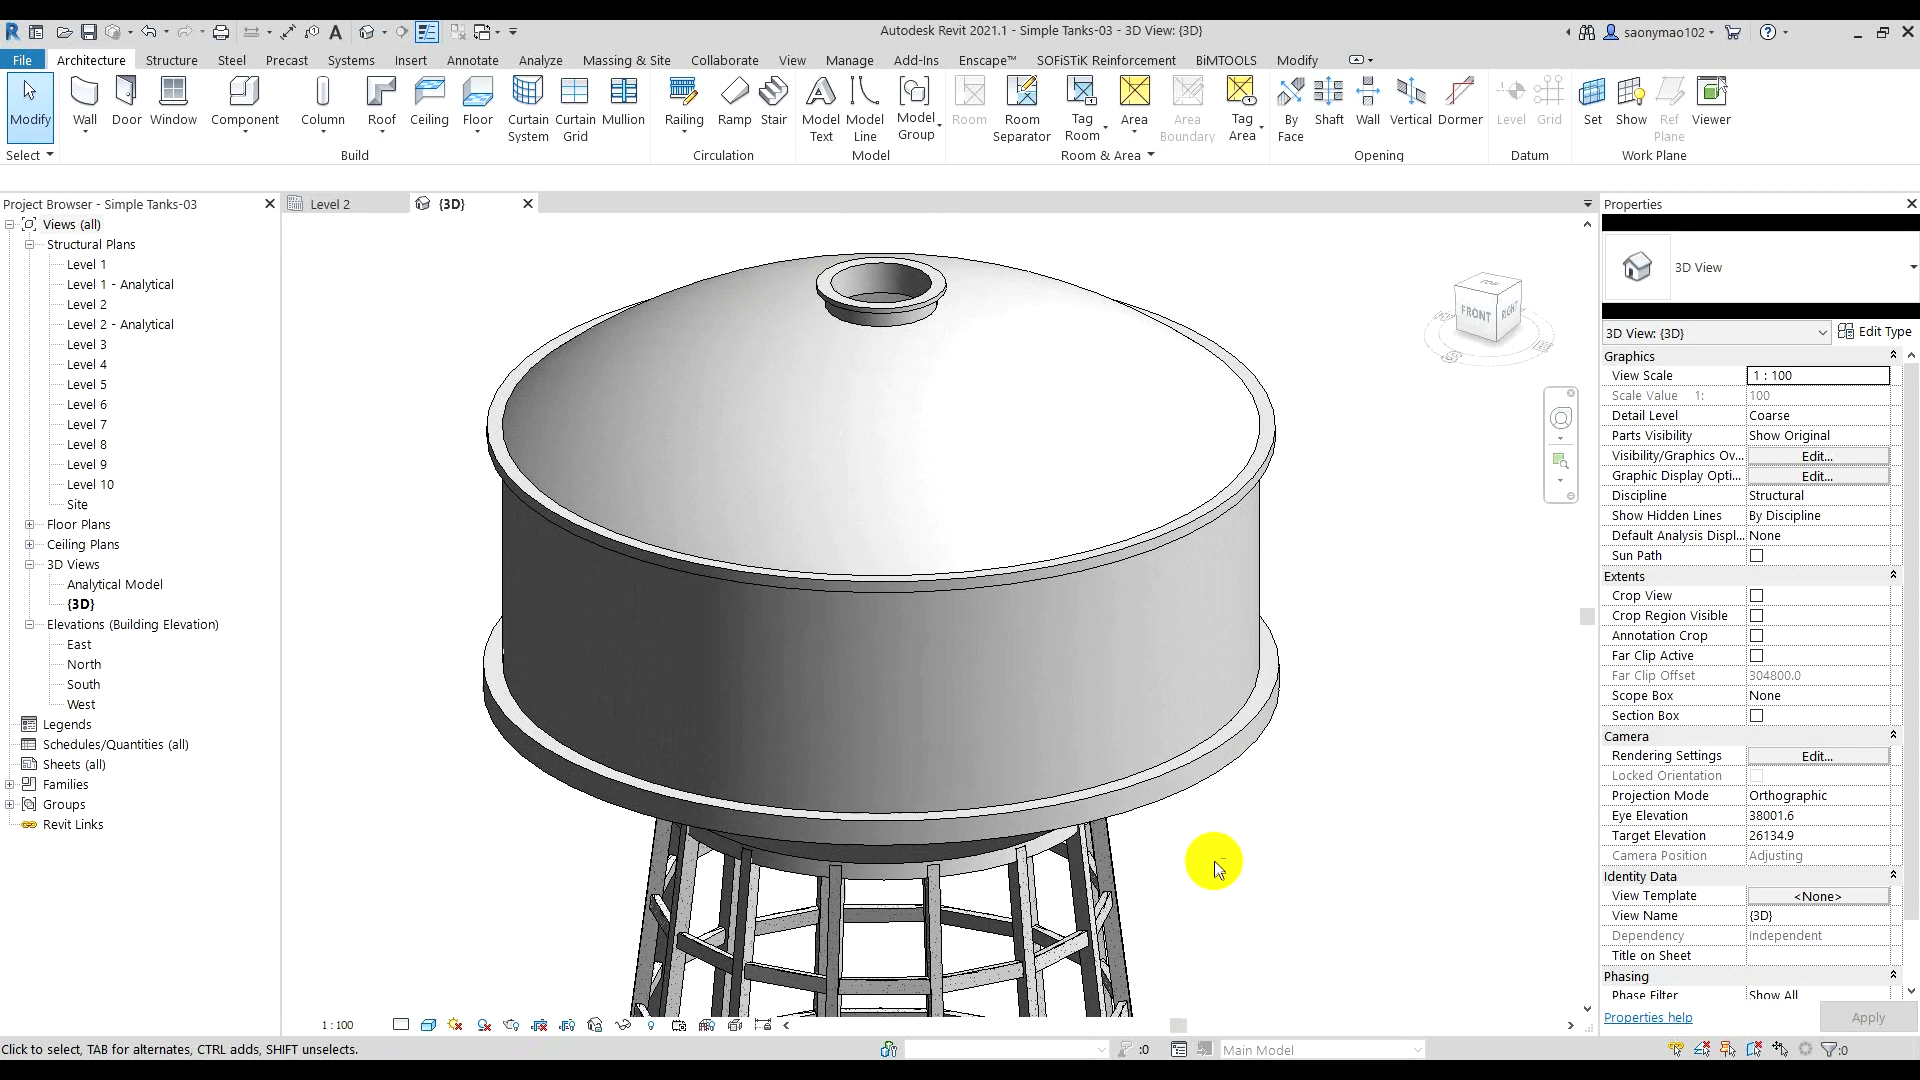 Autodesk Revit 2021.1 - Simple Tanks-03 - 3D View: {3D}
saonymao102
File Architecture Structure Steel Precast Systems Insert Annotate Analyze Massing & Site Collaborate View Manage Add-Ins Enscape™ SOFiSTiK Reinforcement BiMTOOLS Modify
Modify Wall Door Window Component Column Roof Ceiling Floor Curtain System Curtain Grid Mullion Railing Ramp Stair Model Text Model Line Model Group Room Room Separator Tag Room Area Area Boundary Tag Area By Face Shaft Wall Vertical Dormer Level Grid Set Show Ref Plane Viewer
Select Build Circulation Model Room & Area Opening Datum Work Plane
Project Browser - Simple Tanks-03
Views (all)
Structural Plans
Level 1
Level 1 - Analytical
Level 2
Level 2 - Analytical
Level 3
Level 4
Level 5
Level 6
Level 7
Level 8
Level 9
Level 10
Site
Floor Plans
Ceiling Plans
3D Views
Analytical Model
{3D}
Elevations (Building Elevation)
East
North
South
West
Legends
Schedules/Quantities (all)
Sheets (all)
Families
Groups
Revit Links
Level 2
{3D}
FRONT
RIGHT
1 : 100
Properties
3D View
3D View: {3D} Edit Type
Graphics
View Scale 1 : 100
Scale Value 1: 100
Detail Level Coarse
Parts Visibility Show Original
Visibility/Graphics Ov... Edit...
Graphic Display Opti... Edit...
Discipline Structural
Show Hidden Lines By Discipline
Default Analysis Displ... None
Sun Path
Extents
Crop View
Crop Region Visible
Annotation Crop
Far Clip Active
Far Clip Offset 304800.0
Scope Box None
Section Box
Camera
Rendering Settings Edit...
Locked Orientation
Projection Mode Orthographic
Eye Elevation 38001.6
Target Elevation 26134.9
Camera Position Adjusting
Identity Data
View Template <None>
View Name {3D}
Dependency Independent
Title on Sheet
Phasing
Phase Filter Show All
Properties help Apply
Click to select, TAB for alternates, CTRL adds, SHIFT unselects.
:0
Main Model
:0